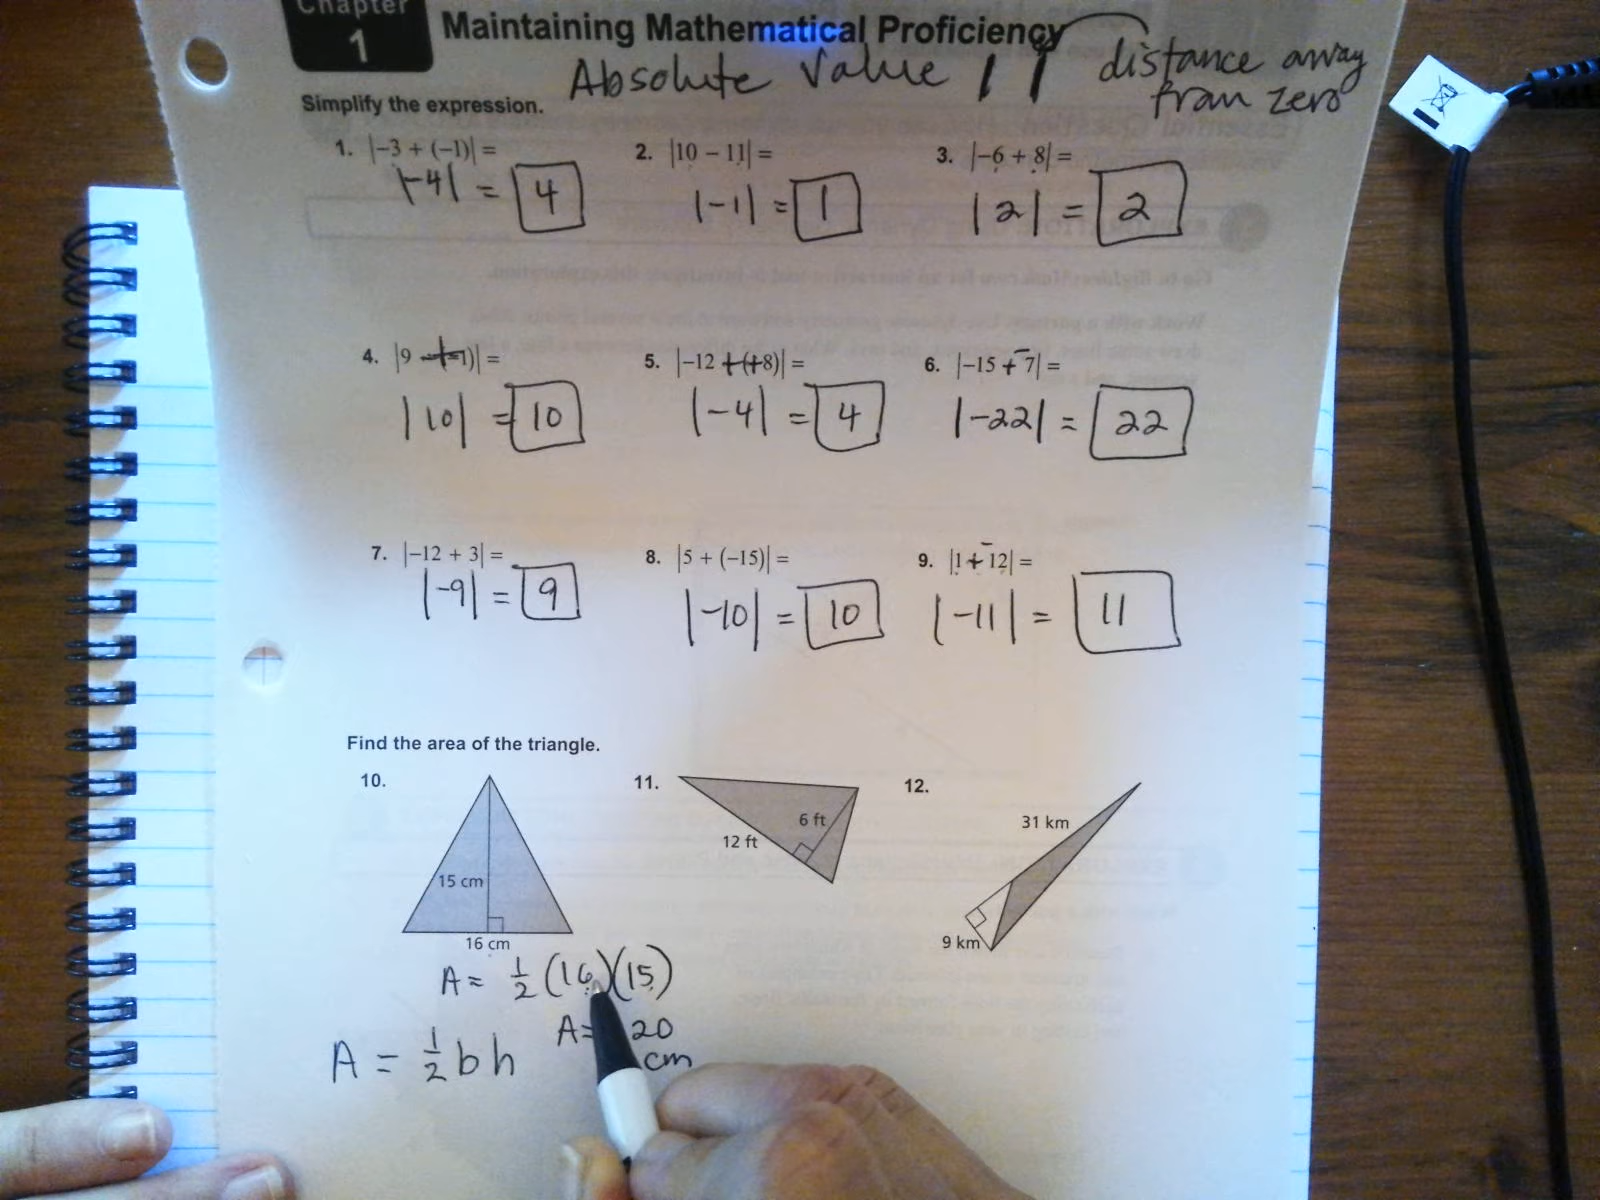 Chapter
1
Maintaining Mathematical Proficiency
Absolute Value | | distance away
from zero
Simplify the expression.
1. |−3 + (−1)| =
|-4| = 4
2. |10 − 11| =
|-1| = 1
3. |−6 + 8| =
|2| = 2
4. |9 − (−1)| =
|10| = 10
5. |−12 + (+8)| =
|-4| = 4
6. |−15 + -7| =
|-22| = 22
7. |−12 + 3| =
|-9| = 9
8. |5 + (−15)| =
|-10| = 10
9. |1 + -12| =
|-11| = 11
Find the area of the triangle.
10.
15 cm
16 cm
A = 1/2 (16)(15)
A = 20
cm
A = 1/2 b h
11.
6 ft
12 ft
12.
31 km
9 km